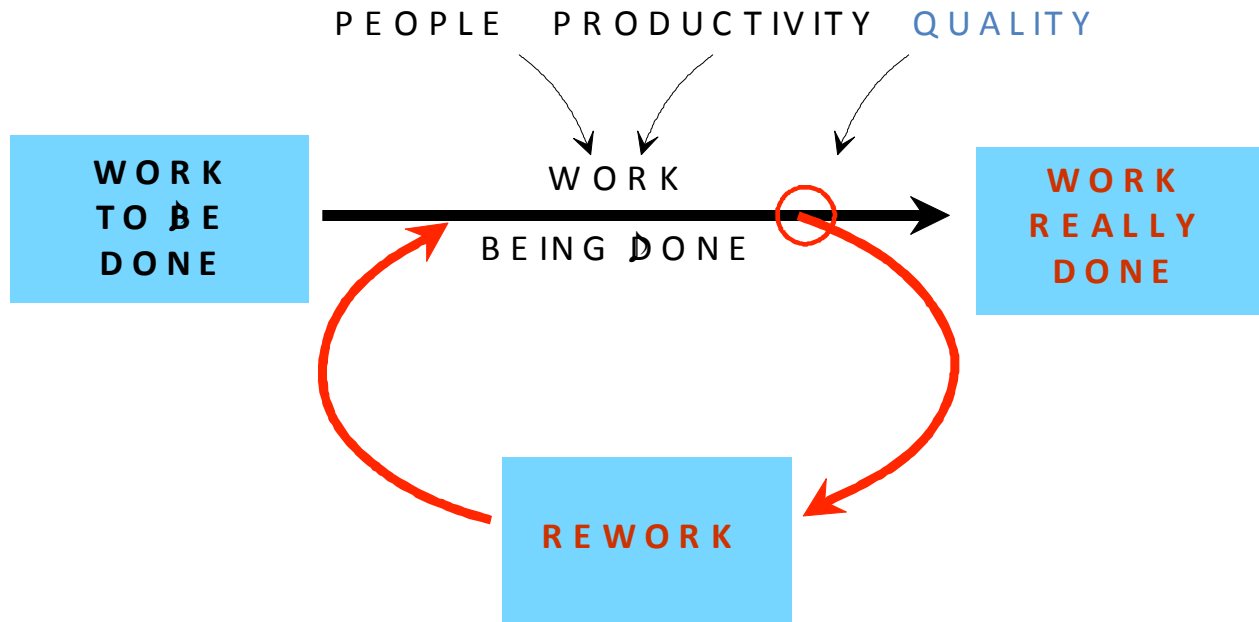 PEOPLE PRODUCTIVITY QUALITY
WORK
TO BE
DONE
WORK
BEING DONE
WORK
REALLY
DONE
REWORK